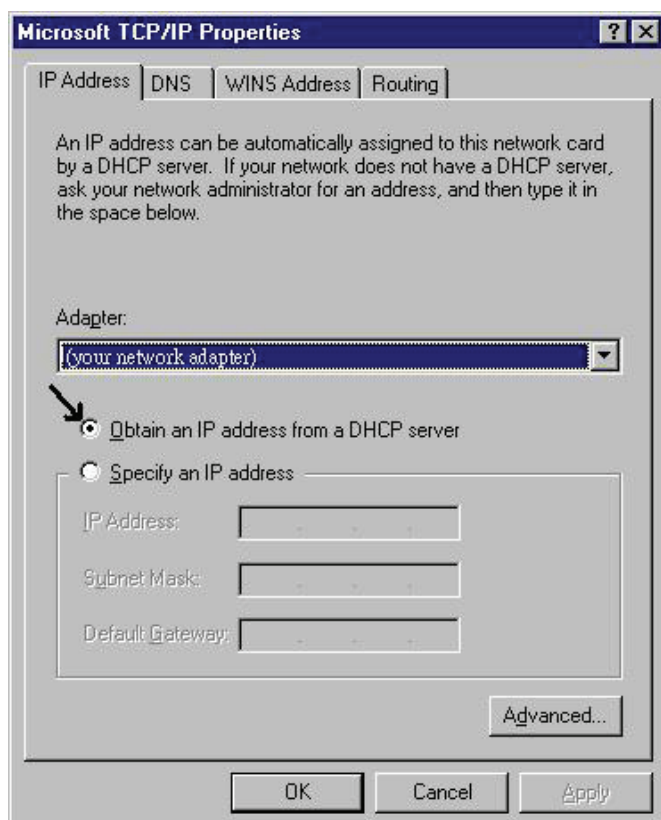 Microsoft TCP/IP Properties
IP Address DNS WINS Address Routing
An IP address can be automatically assigned to this network card
by a DHCP server. If your network does not have a DHCP server,
ask your network administrator for an address, and then type it in
the space below.
Adapter:
(your network adapter)
Obtain an IP address from a DHCP server
Specify an IP address
IP Address:
Subnet Mask:
Default Gateway:
Advanced...
OK Cancel Apply